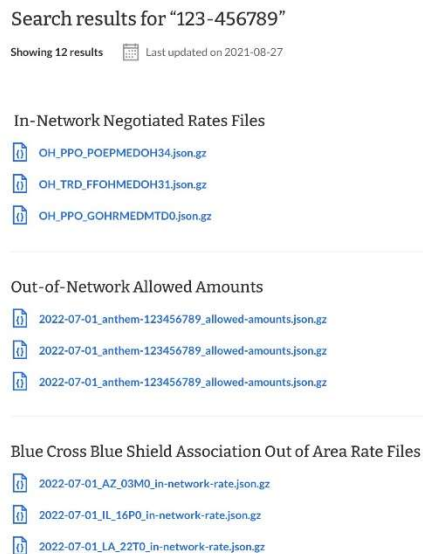 Search results for “123-456789”
Showing 12 results Last updated on 2021-08-27
In-Network Negotiated Rates Files
OH_PPO_POEPMEDOH34.json.gz
OH_TRD_FFOHMEDOH31.json.gz
OH_PPO_GOHRMEDMTD0.json.gz
Out-of-Network Allowed Amounts
2022-07-01_anthem-123456789_allowed-amounts.json.gz
2022-07-01_anthem-123456789_allowed-amounts.json.gz
2022-07-01_anthem-123456789_allowed-amounts.json.gz
Blue Cross Blue Shield Association Out of Area Rate Files
2022-07-01_AZ_03M0_in-network-rate.json.gz
2022-07-01_IL_16P0_in-network-rate.json.gz
2022-07-01_LA_22T0_in-network-rate.json.gz